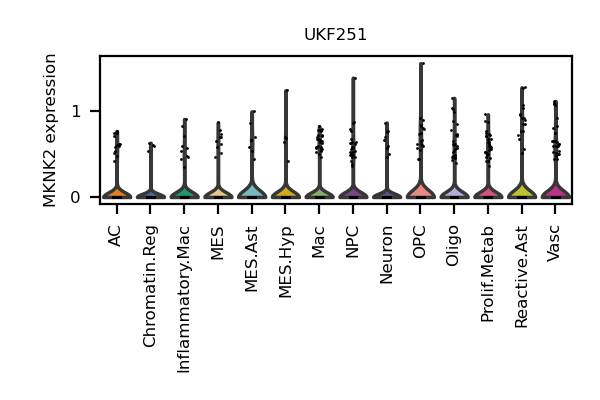 UKF251
MKNK2 expression
1
0
AC
Chromatin.Reg
Inflammatory.Mac
MES
MES.Ast
MES.Hyp
Mac
NPC
Neuron
OPC
Oligo
Prolif.Metab
Reactive.Ast
Vasc